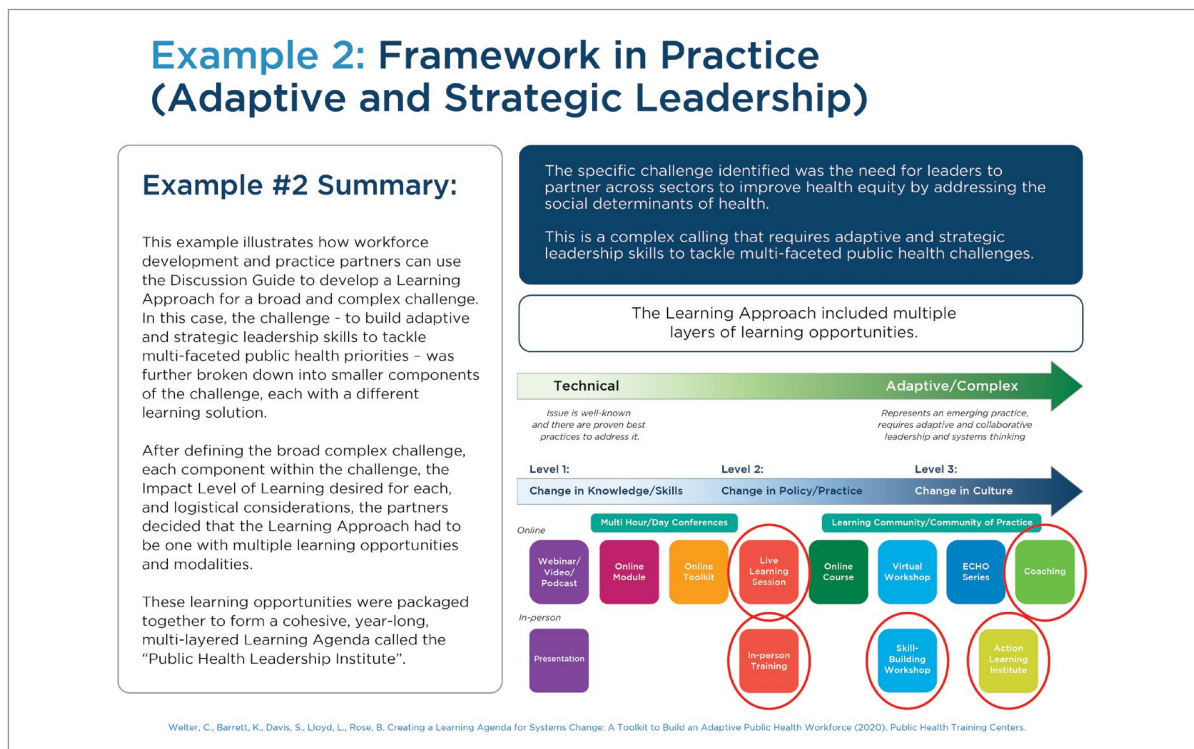 Example 2: Framework in Practice
(Adaptive and Strategic Leadership)
Example #2 Summary:
This example illustrates how workforce
development and practice partners can use
the Discussion Guide to develop a Learning
Approach for a broad and complex challenge.
In this case, the challenge - to build adaptive
and strategic leadership skills to tackle
multi-faceted public health priorities – was
further broken down into smaller components
of the challenge, each with a different
learning solution.
After defining the broad complex challenge,
each component within the challenge, the
Impact Level of Learning desired for each,
and logistical considerations, the partners
decided that the Learning Approach had to
be one with multiple learning opportunities
and modalities.
These learning opportunities were packaged
together to form a cohesive, year-long,
multi-layered Learning Agenda called the
“Public Health Leadership Institute”.
The specific challenge identified was the need for leaders to
partner across sectors to improve health equity by addressing the
social determinants of health.
This is a complex calling that requires adaptive and strategic
leadership skills to tackle multi-faceted public health challenges.
The Learning Approach included multiple
layers of learning opportunities.
Technical
Adaptive/Complex
Issue is well-known
and there are proven best
practices to address it.
Represents an emerging practice,
requires adaptive and collaborative
leadership and systems thinking
Level 1:
Change in Knowledge/Skills
Level 2:
Change in Policy/Practice
Level 3:
Change in Culture
Online
Multi Hour/Day Conferences
Learning Community/Community of Practice
Webinar/
Video/
Podcast
Online
Module
Online
Toolkit
Live
Learning
Session
Online
Course
Virtual
Workshop
ECHO
Series
Coaching
In-person
Presentation
In-person
Training
Skill-
Building
Workshop
Action
Learning
Institute
Welter, C., Barrett, K., Davis, S., Lloyd, L., Rose, B. Creating a Learning Agenda for Systems Change: A Toolkit to Build an Adaptive Public Health Workforce (2020). Public Health Training Centers.